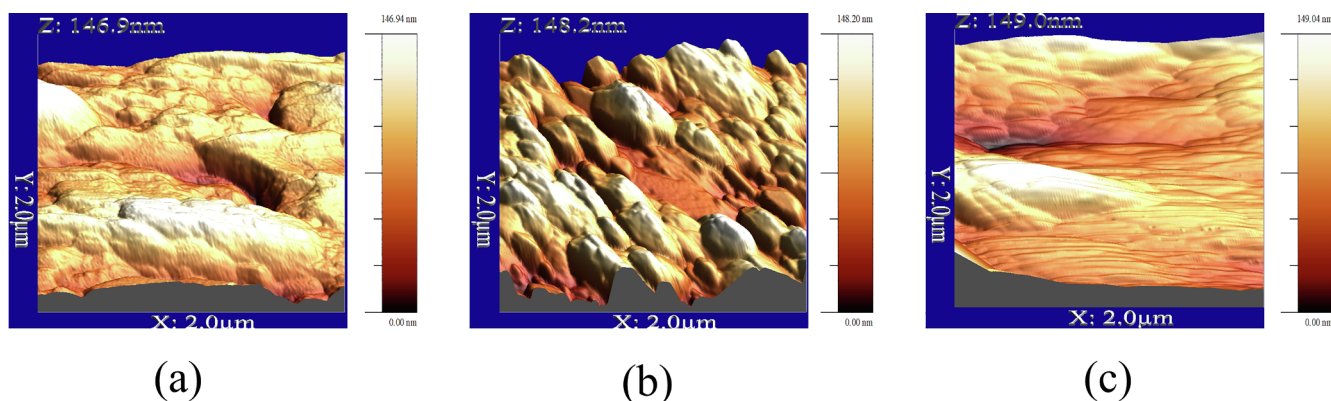 Z: 146.9nm
146.94 nm
Y: 2.0µm
0.00 nm
X: 2.0µm
(a)
Z: 148.2nm
148.20 nm
Y: 2.0µm
0.00 nm
X: 2.0µm
(b)
Z: 149.0nm
149.04 nm
Y: 2.0µm
0.00 nm
X: 2.0µm
(c)